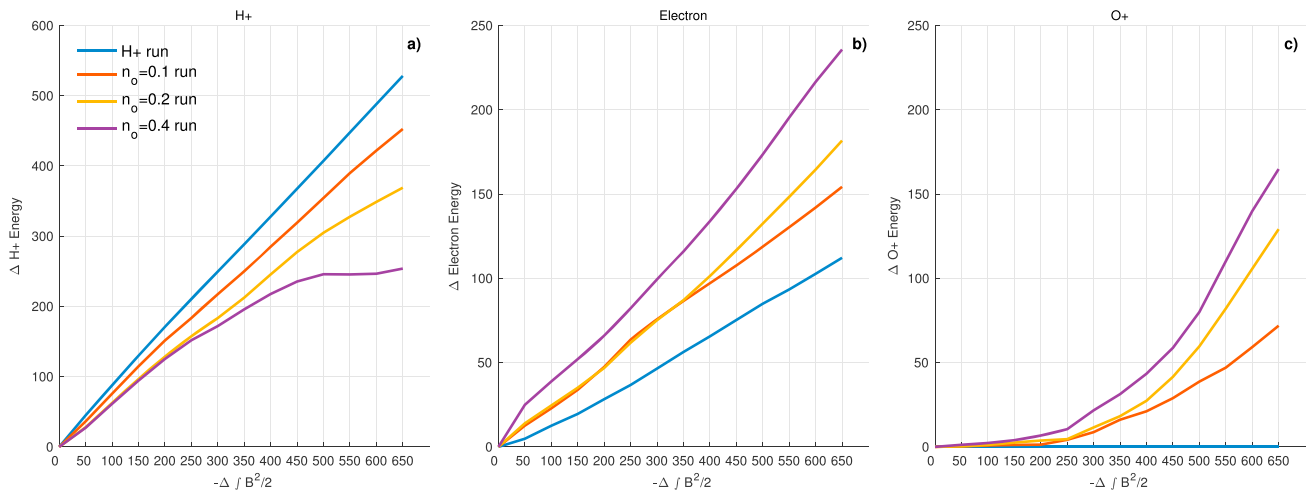 H+
600
500
400
300
200
100
0
Δ H+ Energy
a)
H+ run
n_o=0.1 run
n_o=0.2 run
n_o=0.4 run
0 50 100 150 200 250 300 350 400 450 500 550 600 650
-Δ ∫ B²/2
Electron
250
200
150
100
50
0
Δ Electron Energy
b)
0 50 100 150 200 250 300 350 400 450 500 550 600 650
-Δ ∫ B²/2
O+
250
200
150
100
50
0
Δ O+ Energy
c)
0 50 100 150 200 250 300 350 400 450 500 550 600 650
-Δ ∫ B²/2